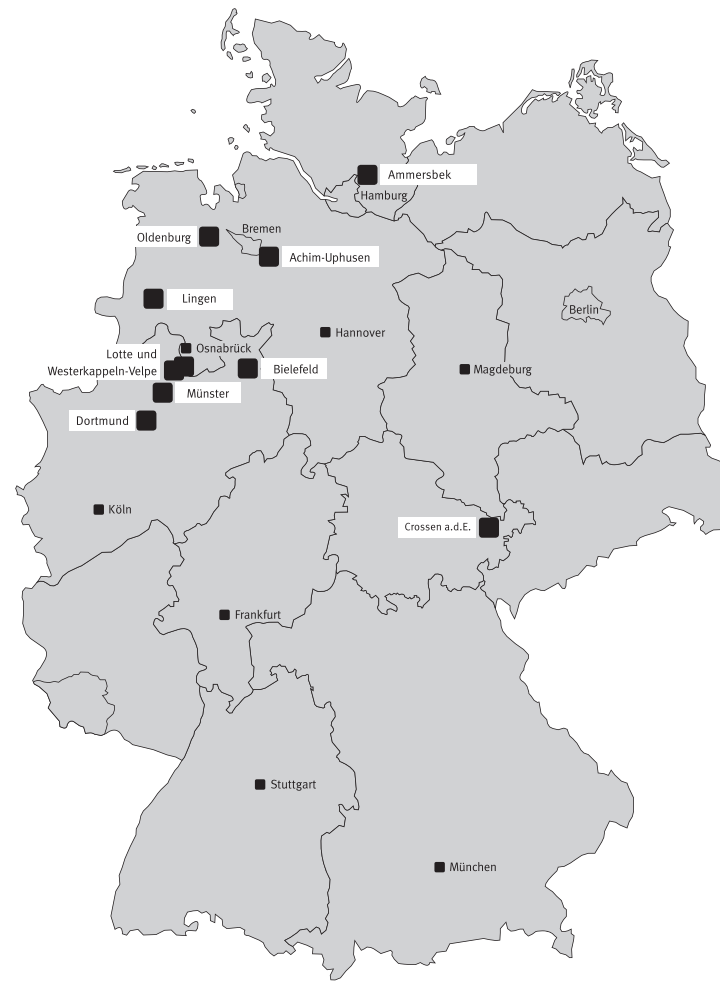 Ammersbek
Hamburg
Bremen
Oldenburg
Achim-Uphusen
Lingen
Berlin
Hannover
Osnabrück
Lotte und
Westerkappeln-Velpe
Bielefeld
Magdeburg
Münster
Dortmund
Köln
Crossen a.d.E.
Frankfurt
Stuttgart
München